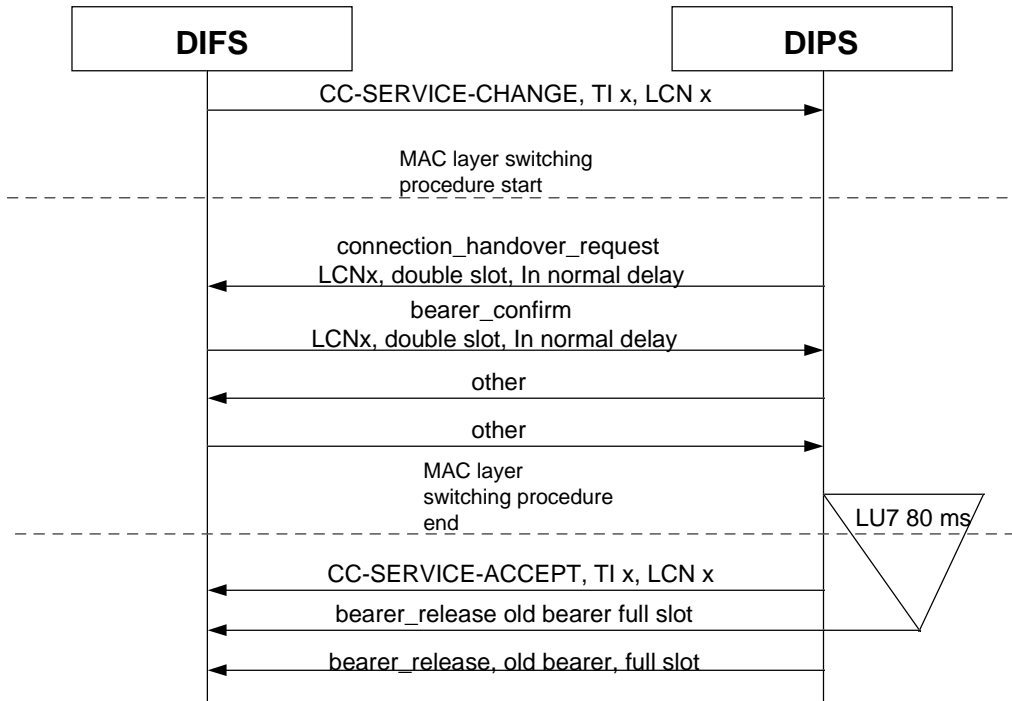 DIFS
DIPS
CC-SERVICE-CHANGE, TI x, LCN x
MAC layer switching
procedure start
connection_handover_request
LCNx, double slot, In normal delay
bearer_confirm
LCNx, double slot, In normal delay
other
other
MAC layer
switching procedure
end
LU7 80 ms
CC-SERVICE-ACCEPT, TI x, LCN x
bearer_release old bearer full slot
bearer_release, old bearer, full slot